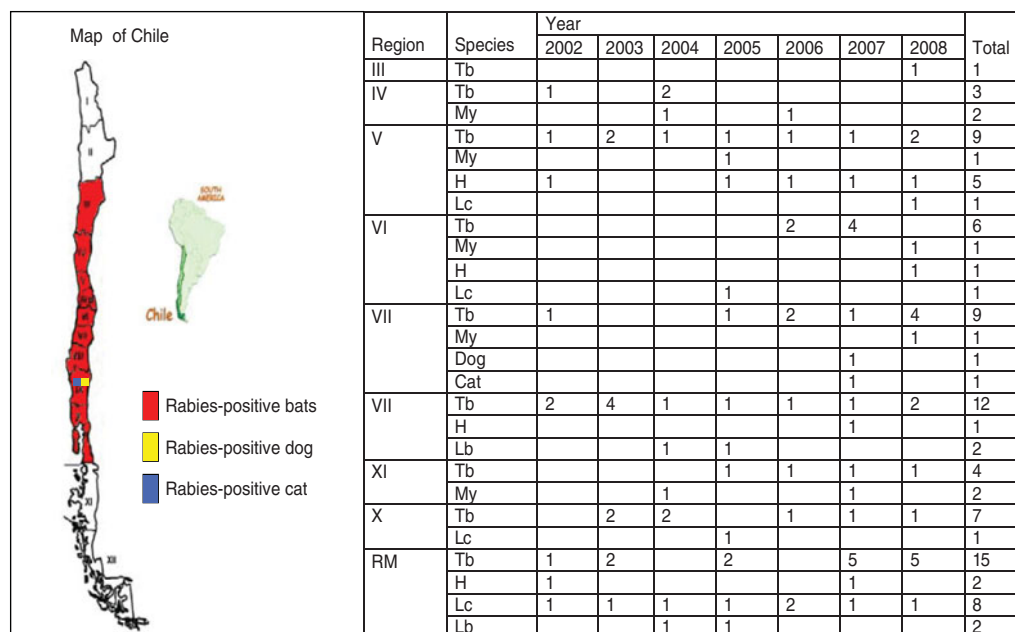 Map of Chile
I
II
XI
XII
SOUTH
AMERICA
Chile
Rabies-positive bats
Rabies-positive dog
Rabies-positive cat
Year
Region Species 2002 2003 2004 2005 2006 2007 2008 Total
III Tb 1 1
IV Tb 1 2 3
My 1 1 2
V Tb 1 2 1 1 1 1 2 9
My 1 1
H 1 1 1 1 1 5
Lc 1 1
VI Tb 2 4 6
My 1 1
H 1 1
Lc 1 1
VII Tb 1 1 2 1 4 9
My 1 1
Dog 1 1
Cat 1 1
VII Tb 2 4 1 1 1 1 2 12
H 1 1
Lb 1 1 2
XI Tb 1 1 1 1 4
My 1 1 2
X Tb 2 2 1 1 1 7
Lc 1 1
RM Tb 1 2 2 5 5 15
H 1 1 2
Lc 1 1 1 1 2 1 1 8
Lb 1 1 2